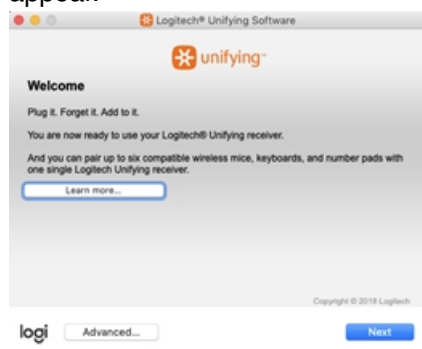 appear.
Logitech® Unifying Software
unifying™
Welcome
Plug it. Forget it. Add to it.
You are now ready to use your Logitech® Unifying receiver.
And you can pair up to six compatible wireless mice, keyboards, and number pads with
one single Logitech Unifying receiver.
Learn more...
Copyright © 2018 Logitech
logi
Advanced...
Next